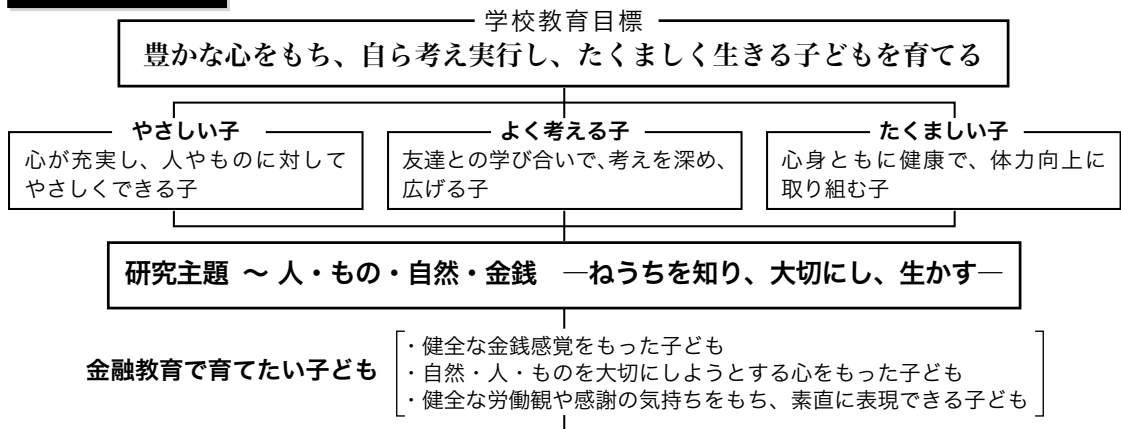 学校教育目標
豊かな心をもち、自ら考え実行し、たくましく生きる子どもを育てる
やさしい子
心が充実し、人やものに対して
やさしくできる子
よく考える子
友達との学び合いで、考えを深め、
広げる子
たくましい子
心身ともに健康で、体力向上に
取り組む子
研究主題 ～ 人・もの・自然・金銭　―ねうちを知り、大切にし、生かす―
金融教育で育てたい子ども
・健全な金銭感覚をもった子ども
・自然・人・ものを大切にしようとする心をもった子ども
・健全な労働観や感謝の気持ちをもち、素直に表現できる子ども